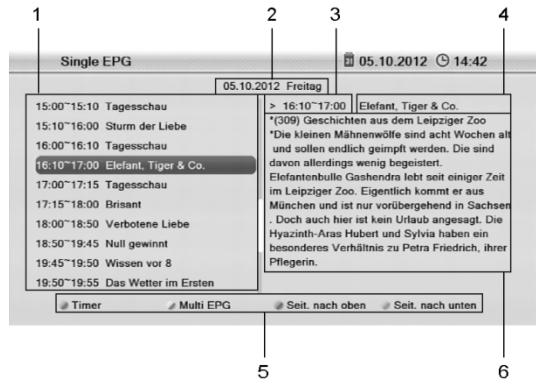 1
2
3
4
Single EPG
05.10.2012 14:42
05.10.2012 Freitag
15:00~15:10 Tagesschau
15:10~16:00 Sturm der Liebe
16:00~16:10 Tagesschau
16:10~17:00 Elefant, Tiger & Co.
17:00~17:15 Tagesschau
17:15~18:00 Brisant
18:00~18:50 Verbotene Liebe
18:50~19:45 Null gewinnt
19:45~19:50 Wissen vor 8
19:50~19:55 Das Wetter im Ersten
> 16:10~17:00 Elefant, Tiger & Co.
*(309) Geschichten aus dem Leipziger Zoo
*Die kleinen Mähnenwölfe sind acht Wochen alt
und sollen endlich geimpft werden. Die sind
davon allerdings wenig begeistert.
Elefantenbulle Gashendra lebt seit einiger Zeit
im Leipziger Zoo. Eigentlich kommt er aus
München und ist nur vorübergehend in Sachsen
. Doch auch hier ist kein Urlaub angesagt. Die
Hyazinth-Aras Hubert und Sylvia haben ein
besonderes Verhältnis zu Petra Friedrich, ihrer
Pflegerin.
Timer Multi EPG Seit. nach oben Seit. nach unten
5
6